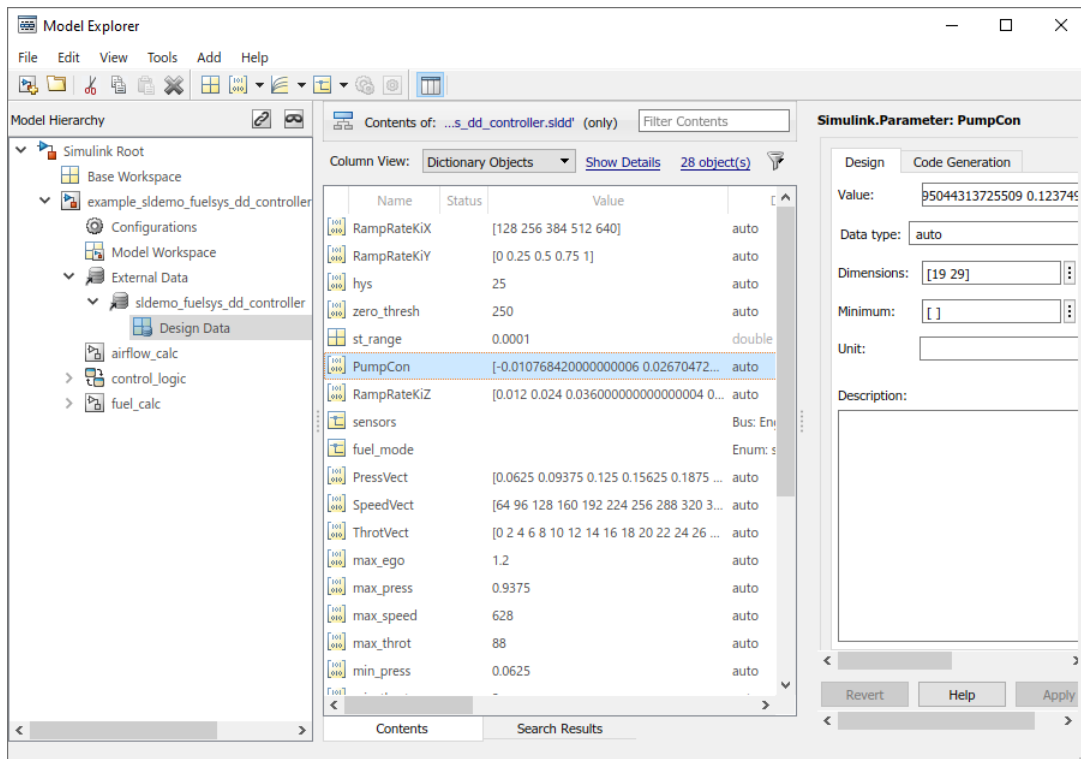 Model Explorer
File Edit View Tools Add Help
Model Hierarchy
Simulink Root
Base Workspace
example_sldemo_fuelsys_dd_controller
Configurations
Model Workspace
External Data
sldemo_fuelsys_dd_controller
Design Data
airflow_calc
control_logic
fuel_calc
Contents of: ...s_dd_controller.sldd' (only) Filter Contents
Column View: Dictionary Objects Show Details 28 object(s)
Name Status Value
RampRateKiX [128 256 384 512 640] auto
RampRateKiY [0 0.25 0.5 0.75 1] auto
hys 25 auto
zero_thresh 250 auto
st_range 0.0001 double
PumpCon [-0.010768420000000006 0.02670472... auto
RampRateKiZ [0.012 0.024 0.036000000000000004 0... auto
sensors Bus: Eng
fuel_mode Enum: s
PressVect [0.0625 0.09375 0.125 0.15625 0.1875 ... auto
SpeedVect [64 96 128 160 192 224 256 288 320 3... auto
ThrotVect [0 2 4 6 8 10 12 14 16 18 20 22 24 26 ... auto
max_ego 1.2 auto
max_press 0.9375 auto
max_speed 628 auto
max_throt 88 auto
min_press 0.0625 auto
Contents Search Results
Simulink.Parameter: PumpCon
Design Code Generation
Value: 95044313725509 0.123749
Data type: auto
Dimensions: [19 29]
Minimum: [ ]
Unit:
Description:
Revert Help Apply